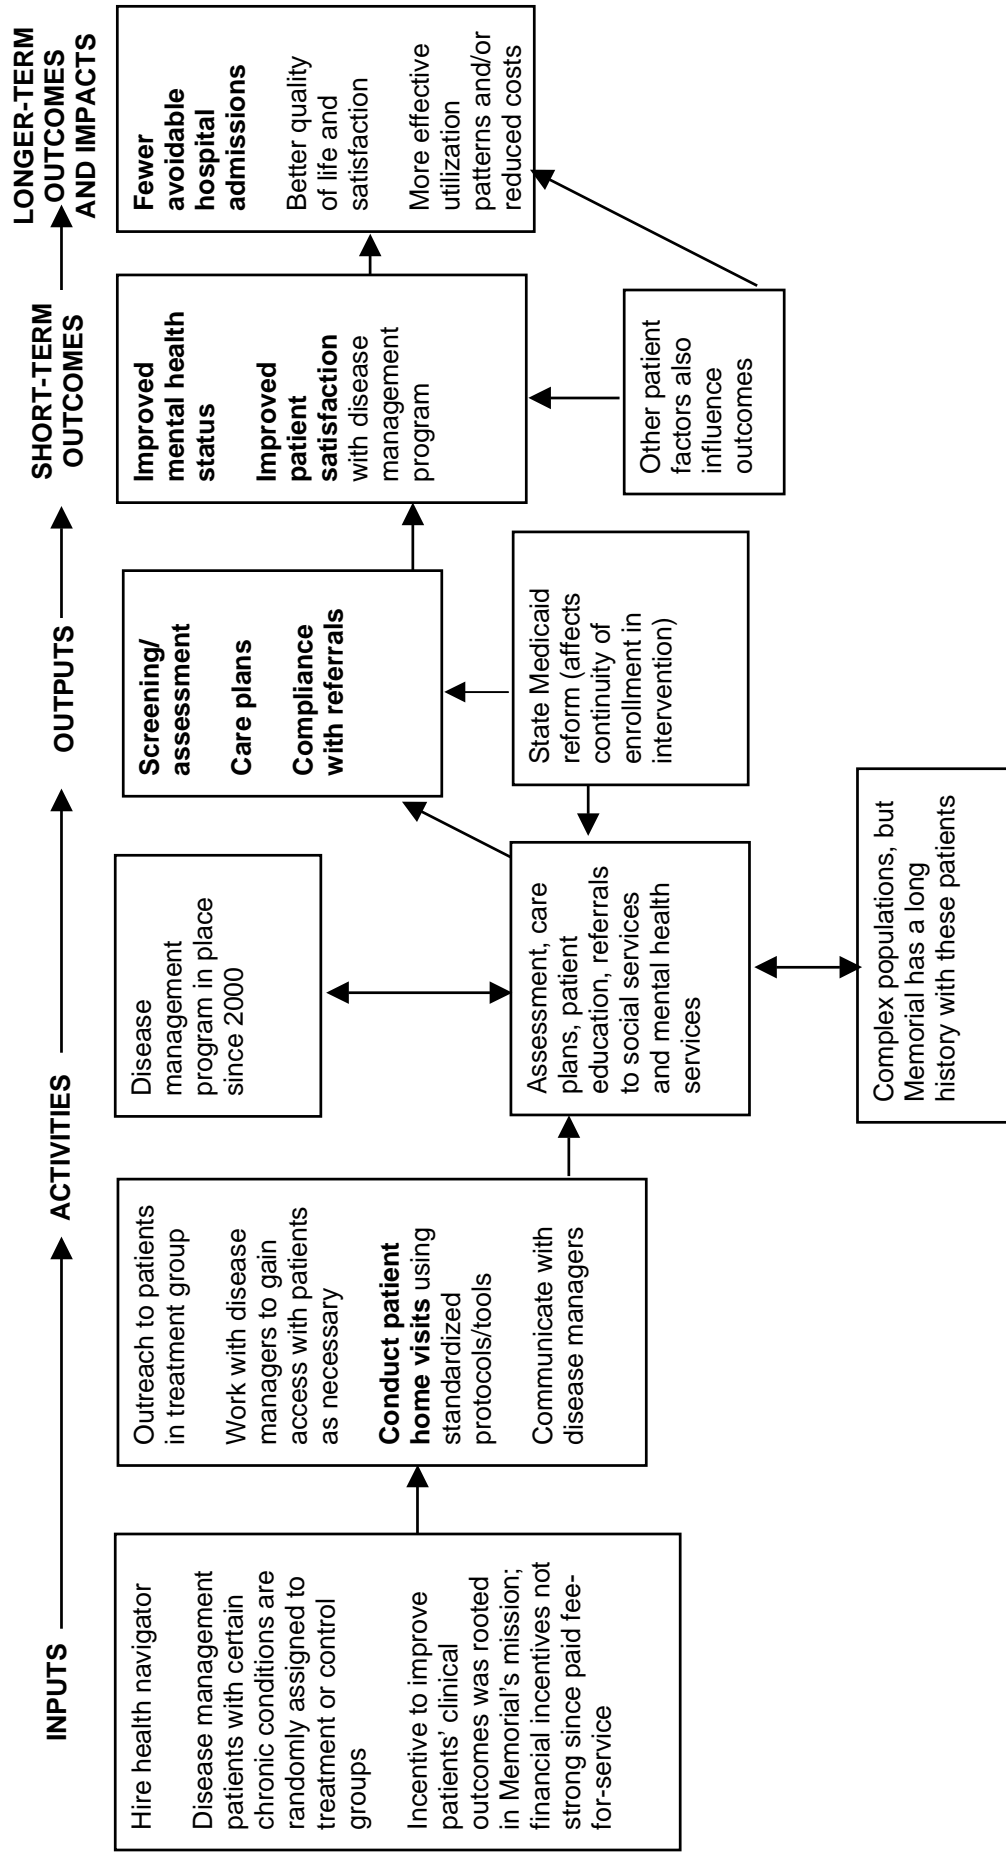 INPUTS
ACTIVITIES
OUTPUTS
SHORT-TERM
OUTCOMES
LONGER-TERM
OUTCOMES
AND IMPACTS
Hire health navigator
Disease management
patients with certain
chronic conditions are
randomly assigned to
treatment or control
groups
Incentive to improve
patients' clinical
outcomes was rooted
in Memorial's mission;
financial incentives not
strong since paid fee-
for-service
Outreach to patients
in treatment group
Work with disease
managers to gain
access with patients
as necessary
Conduct patient
home visits using
standardized
protocols/tools
Communicate with
disease managers
Disease
management
program in place
since 2000
Assessment, care
plans, patient
education, referrals
to social services
and mental health
services
Complex populations, but
Memorial has a long
history with these patients
Screening/
assessment
Care plans
Compliance
with referrals
State Medicaid
reform (affects
continuity of
enrollment in
intervention)
Improved
mental health
status
Improved
patient
satisfaction
with disease
management
program
Other patient
factors also
influence
outcomes
Fewer
avoidable
hospital
admissions
Better quality
of life and
satisfaction
More effective
utilization
patterns and/or
reduced costs